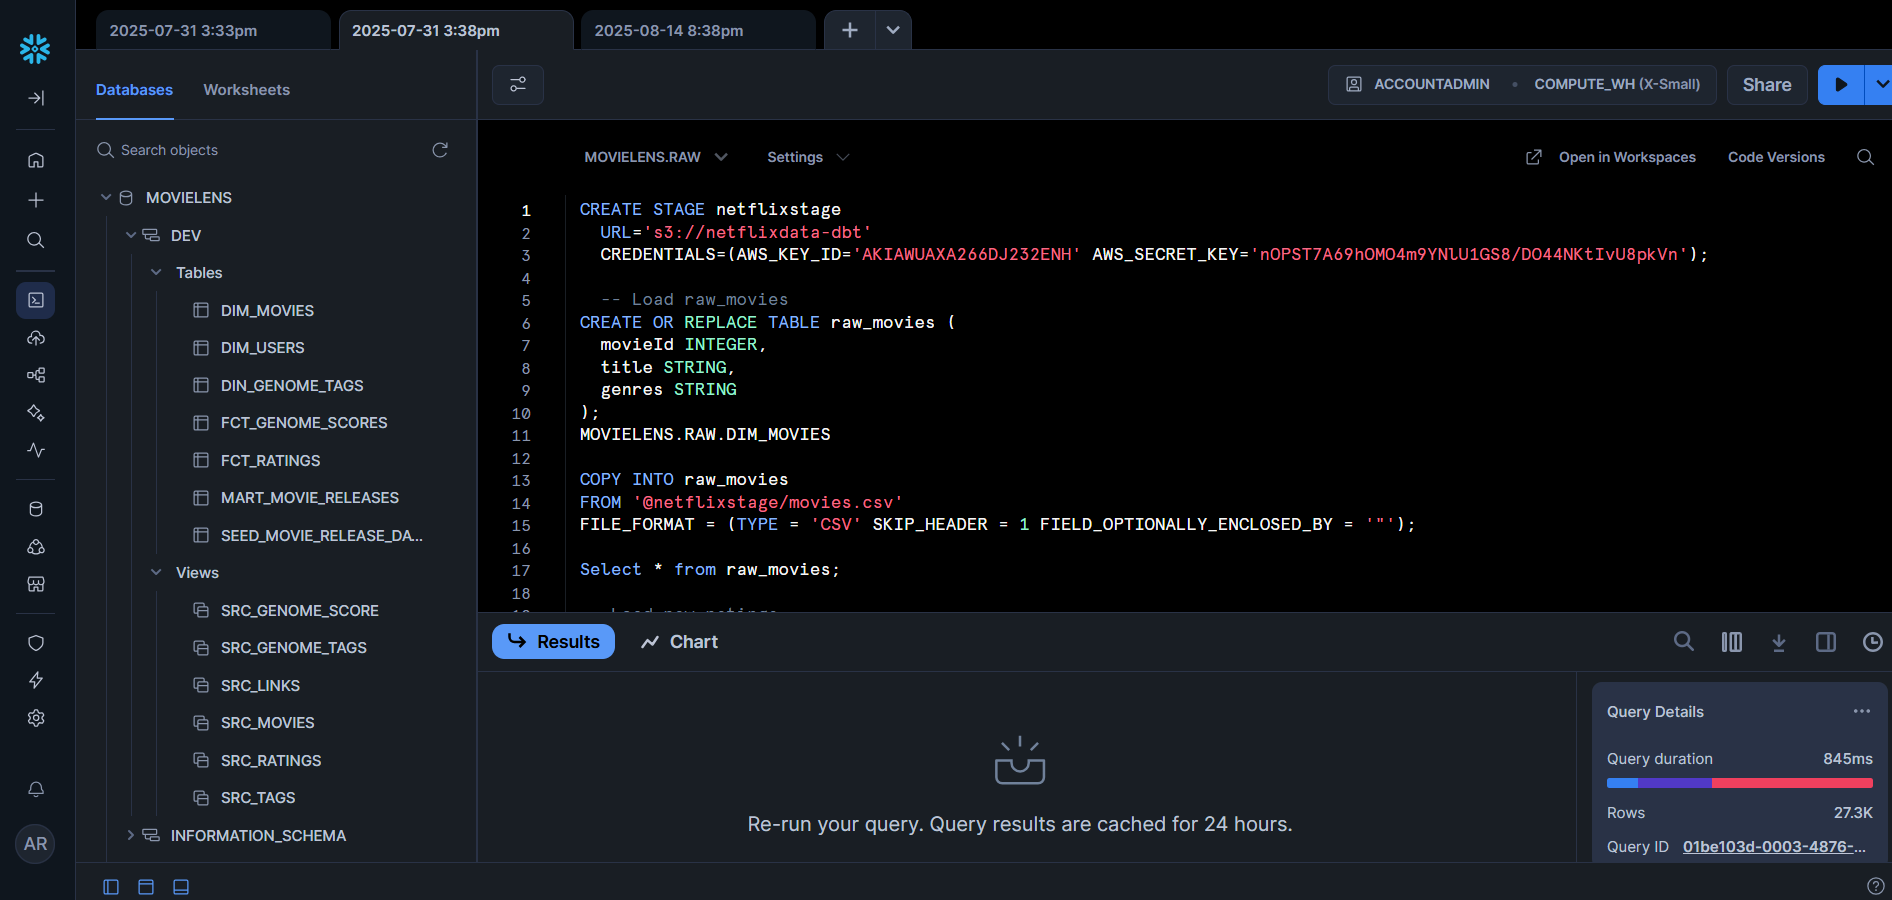 2025-07-31 3:33pm
2025-07-31 3:38pm
2025-08-14 8:38pm
Databases
Worksheets
ACCOUNTADMIN
COMPUTE_WH (X-Small)
Share
Search objects
MOVIELENS.RAW
Settings
Open in Workspaces
Code Versions
MOVIELENS
DEV
Tables
DIM_MOVIES
DIM_USERS
DIN_GENOME_TAGS
FCT_GENOME_SCORES
FCT_RATINGS
MART_MOVIE_RELEASES
SEED_MOVIE_RELEASE_DA...
Views
SRC_GENOME_SCORE
SRC_GENOME_TAGS
SRC_LINKS
SRC_MOVIES
SRC_RATINGS
SRC_TAGS
INFORMATION_SCHEMA
AR
1 CREATE STAGE netflixstage
2 URL='s3://netflixdata-dbt'
3 CREDENTIALS=(AWS_KEY_ID='AKIAWUAXA266DJ232ENH' AWS_SECRET_KEY='nOPST7A69hOMO4m9YNlU1GS8/DO44NKtIvU8pkVn');
4
5 -- Load raw_movies
6 CREATE OR REPLACE TABLE raw_movies (
7 movieId INTEGER,
8 title STRING,
9 genres STRING
10 );
11 MOVIELENS.RAW.DIM_MOVIES
12
13 COPY INTO raw_movies
14 FROM '@netflixstage/movies.csv'
15 FILE_FORMAT = (TYPE = 'CSV' SKIP_HEADER = 1 FIELD_OPTIONALLY_ENCLOSED_BY = '"');
16
17 Select * from raw_movies;
18
Results
Chart
Re-run your query. Query results are cached for 24 hours.
Query Details
Query duration 845ms
Rows 27.3K
Query ID 01be103d-0003-4876-...